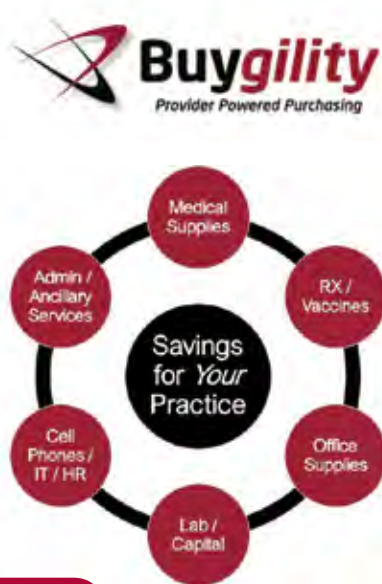 Buygility
Provider Powered Purchasing
Medical
Supplies
RX /
Vaccines
Office
Supplies
Lab /
Capital
Cell
Phones /
IT / HR
Admin /
Ancillary
Services
Savings
for Your
Practice